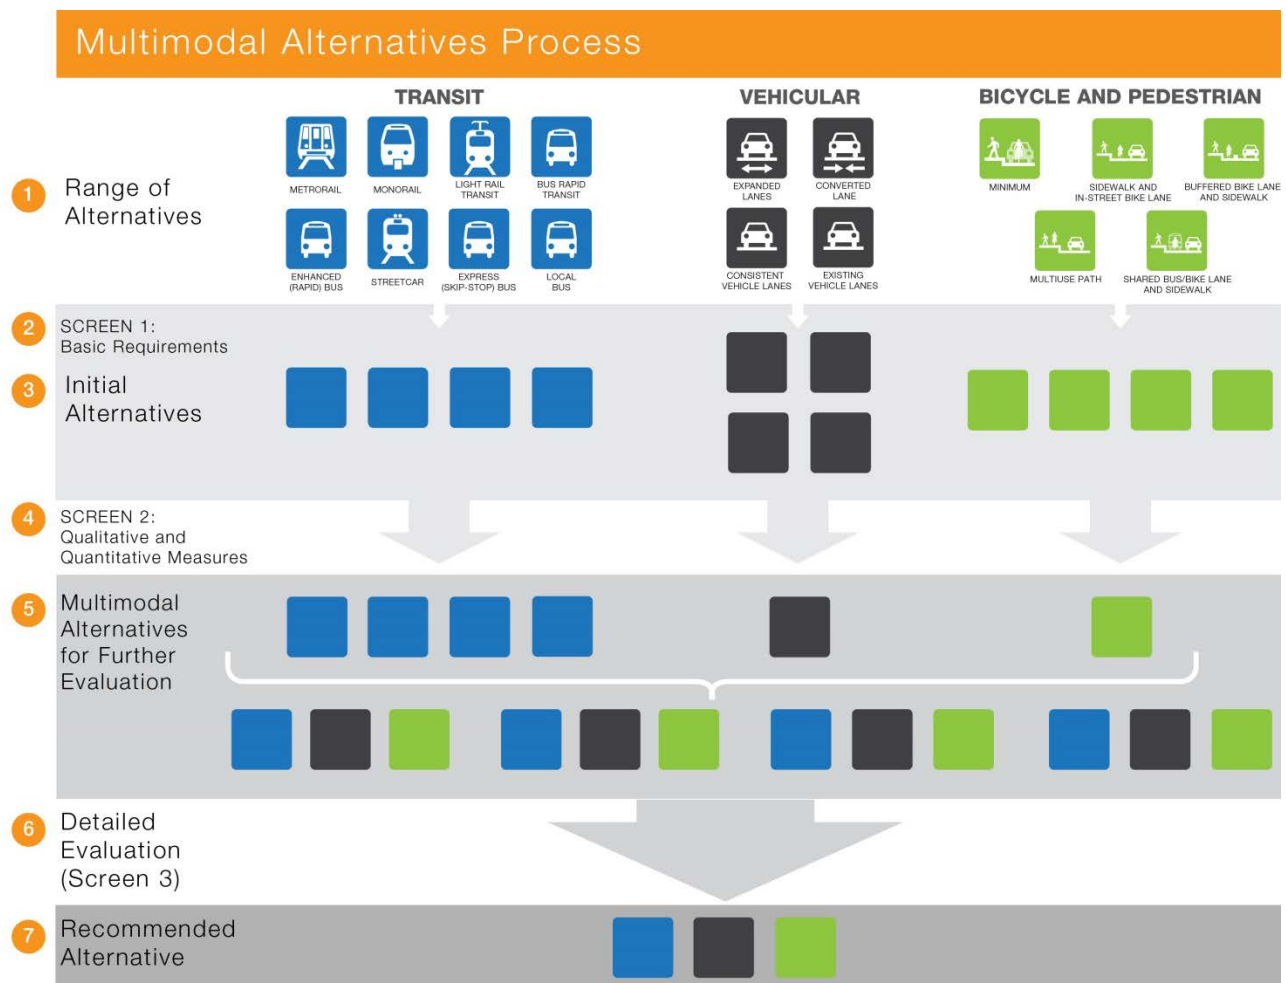 Multimodal Alternatives Process
TRANSIT
VEHICULAR
BICYCLE AND PEDESTRIAN
1
Range of
Alternatives
METRORAIL
MONORAIL
LIGHT RAIL
TRANSIT
BUS RAPID
TRANSIT
EXPANDED
LANES
CONVERTED
LANE
MINIMUM
SIDEWALK AND
IN-STREET BIKE LANE
BUFFERED BIKE LANE
AND SIDEWALK
ENHANCED
(RAPID) BUS
STREETCAR
EXPRESS
(SKIP-STOP) BUS
LOCAL
BUS
CONSISTENT
VEHICLE LANES
EXISTING
VEHICLE LANES
MULTIUSE PATH
SHARED BUS/BIKE LANE
AND SIDEWALK
2
SCREEN 1:
Basic Requirements
3
Initial
Alternatives
4
SCREEN 2:
Qualitative and
Quantitative Measures
5
Multimodal
Alternatives
for Further
Evaluation
6
Detailed
Evaluation
(Screen 3)
7
Recommended
Alternative